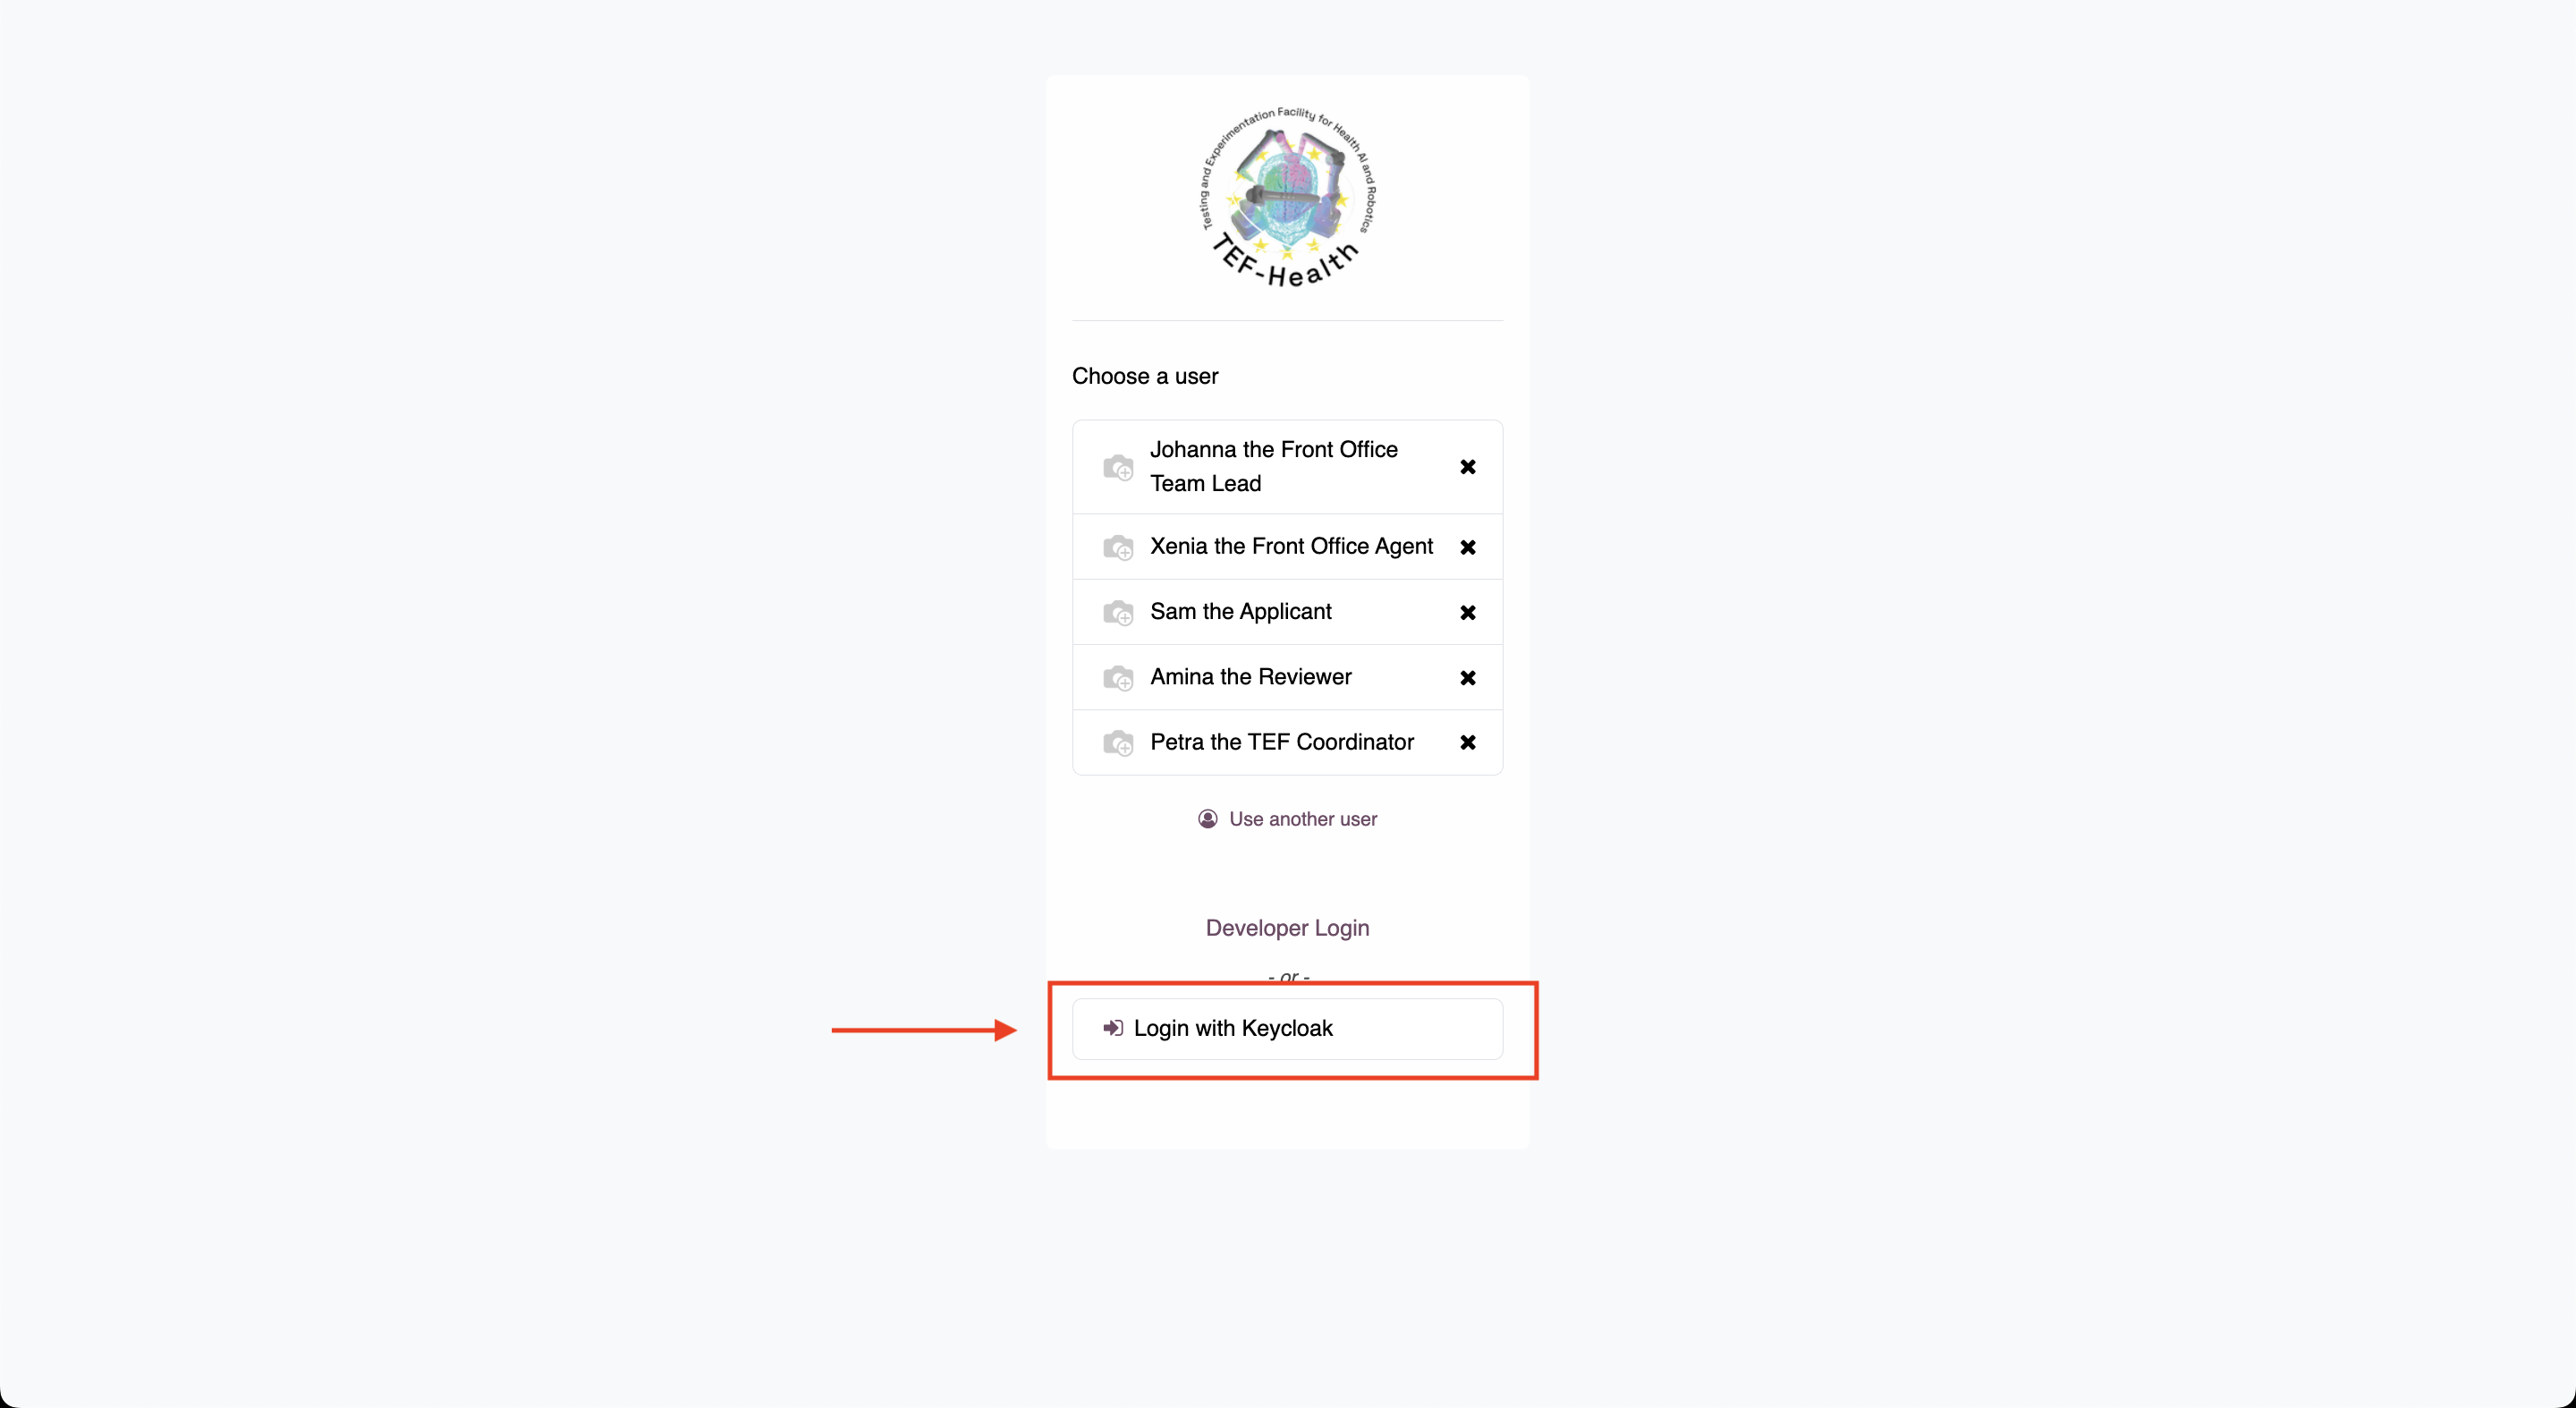 Testing and Experimentation Facility for Health AI and Robotics
TEF-Health
Choose a user
Johanna the Front Office
Team Lead
Xenia the Front Office Agent
Sam the Applicant
Amina the Reviewer
Petra the TEF Coordinator
Use another user
Developer Login
- or -
Login with Keycloak